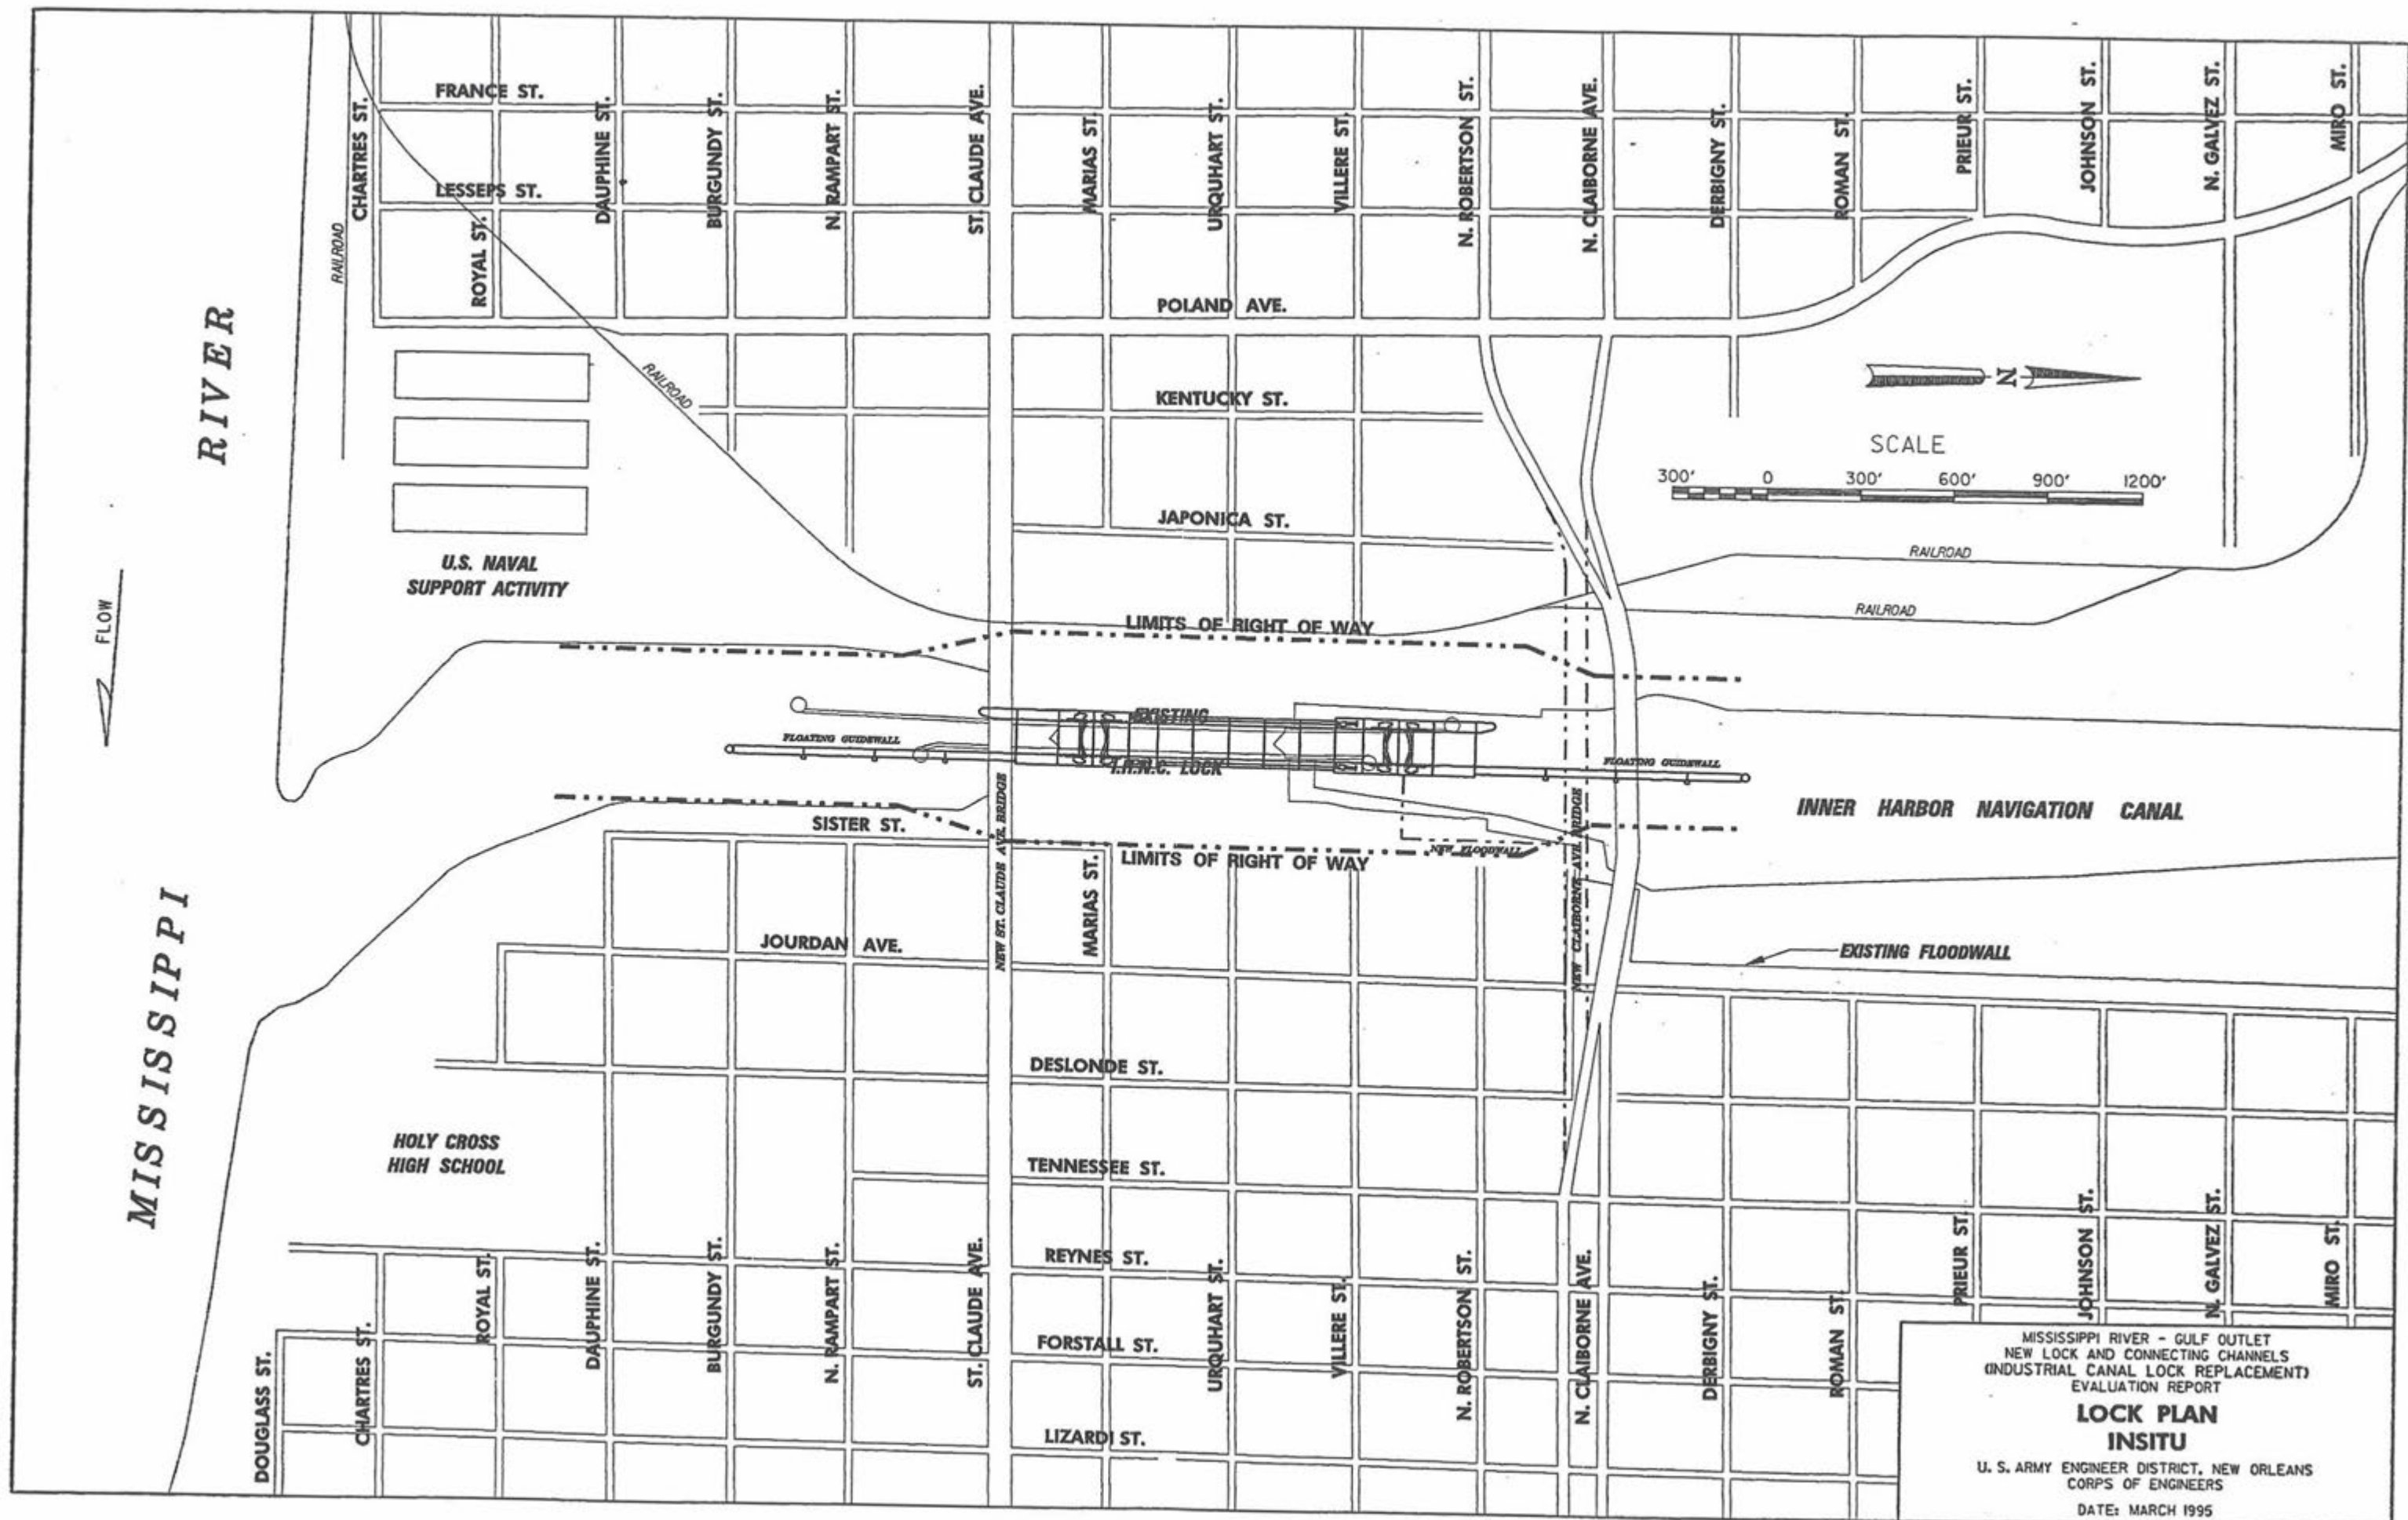 FRANCE ST.
LESSEPS ST.
CHARTRES ST.
ROYAL ST.
DAUPHINE ST.
BURGUNDY ST.
N. RAMPART ST.
ST. CLAUDE AVE.
MARIAS ST.
URQUHART ST.
VILLERE ST.
N. ROBERTSON ST.
N. CLAIBORNE AVE.
DERBIGNY ST.
ROMAN ST.
PRIEUR ST.
JOHNSON ST.
N. GALVEZ ST.
MIRO ST.
RAILROAD
POLAND AVE.
RAILROAD
KENTUCKY ST.
N
SCALE
300' 0 300' 600' 900' 1200'
JAPONICA ST.
RAILROAD
RAILROAD
U.S. NAVAL
SUPPORT ACTIVITY
FLOW
MISSISSIPPI RIVER
LIMITS OF RIGHT OF WAY
EXISTING
I.H.N.C. LOCK
FLOATING GUIDEWALL
FLOATING GUIDEWALL
INNER HARBOR NAVIGATION CANAL
SISTER ST.
NEW ST. CLAUDE AVE. BRIDGE
LIMITS OF RIGHT OF WAY
NEW FLOODWALL
NEW CLAIBORNE AVE. BRIDGE
MARIAS ST.
JOURDAN AVE.
EXISTING FLOODWALL
DESLONDE ST.
HOLY CROSS
HIGH SCHOOL
TENNESSEE ST.
REYNES ST.
FORSTALL ST.
LIZARDI ST.
DOUGLASS ST.
CHARTRES ST.
ROYAL ST.
DAUPHINE ST.
BURGUNDY ST.
N. RAMPART ST.
ST. CLAUDE AVE.
URQUHART ST.
VILLERE ST.
N. ROBERTSON ST.
N. CLAIBORNE AVE.
DERBIGNY ST.
ROMAN ST.
PRIEUR ST.
JOHNSON ST.
N. GALVEZ ST.
MIRO ST.
MISSISSIPPI RIVER - GULF OUTLET
NEW LOCK AND CONNECTING CHANNELS
(INDUSTRIAL CANAL LOCK REPLACEMENT)
EVALUATION REPORT
LOCK PLAN
INSITU
U. S. ARMY ENGINEER DISTRICT, NEW ORLEANS
CORPS OF ENGINEERS
DATE: MARCH 1995